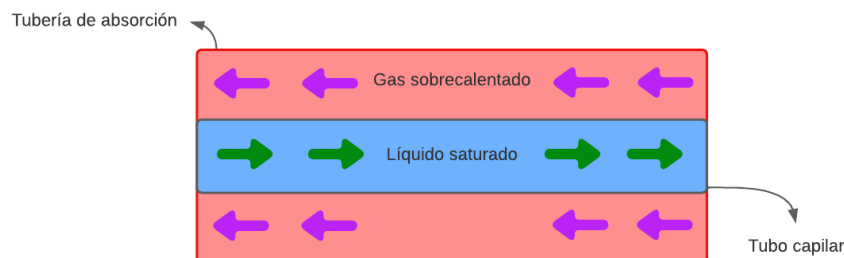 Tubería de absorción
Gas sobrecalentado
Líquido saturado
Tubo capilar